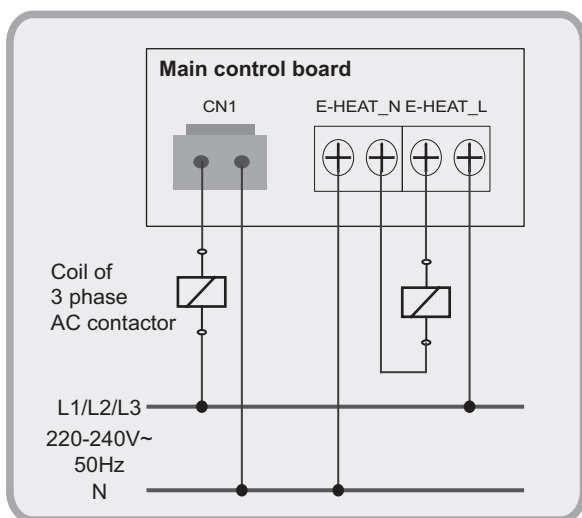 Main control board
CN1
E-HEAT_N E-HEAT_L
Coil of
3 phase
AC contactor
L1/L2/L3
220-240V~
50Hz
N